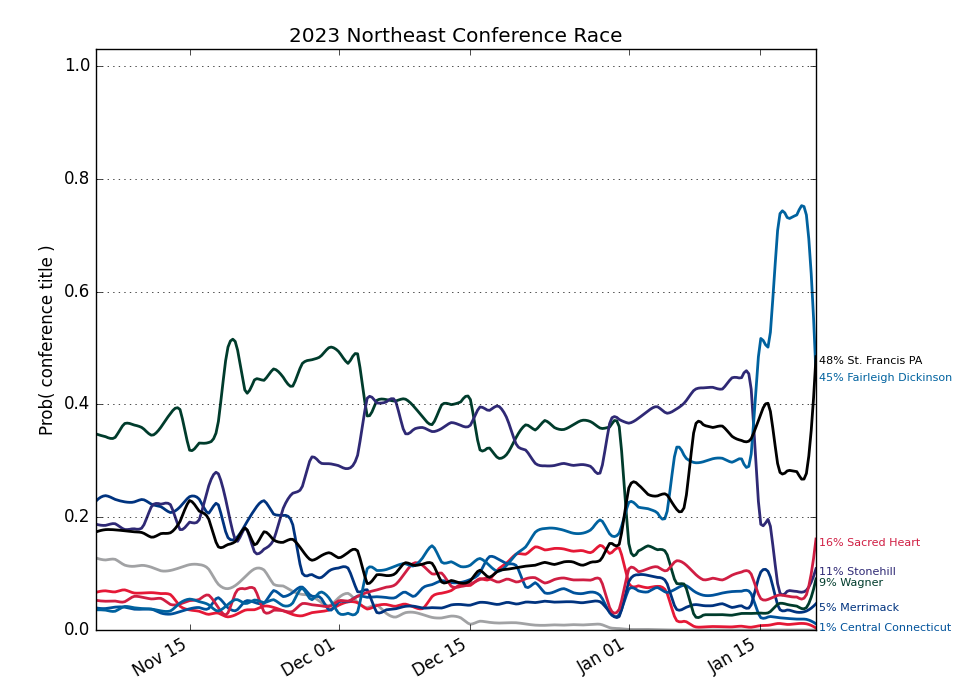 2023 Northeast Conference Race
Prob( conference title )
1.0
0.8
0.6
0.4
0.2
0.0
48% St. Francis PA
45% Fairleigh Dickinson
16% Sacred Heart
11% Stonehill
9% Wagner
5% Merrimack
1% Central Connecticut
Nov 15
Dec 01
Dec 15
Jan 01
Jan 15